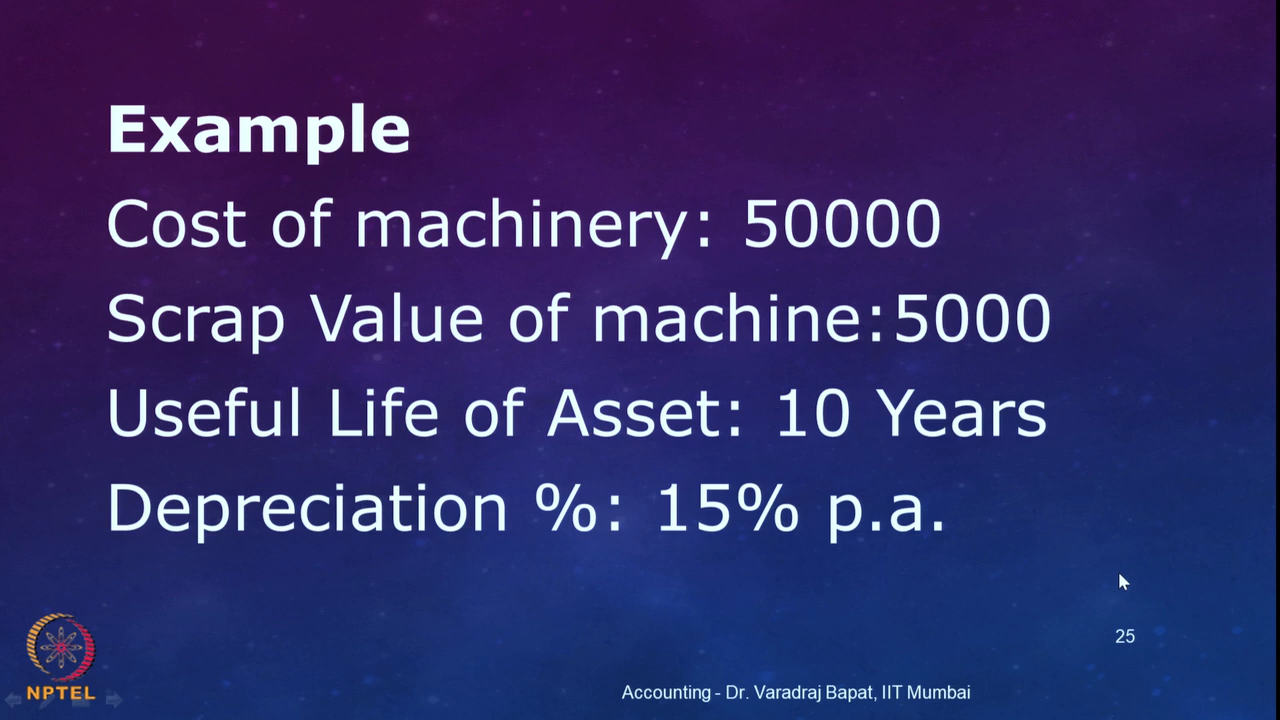 Example
Cost of machinery: 50000
Scrap Value of machine:5000
Useful Life of Asset: 10 Years
Depreciation %: 15% p.a.
25
NPTEL
Accounting - Dr. Varadraj Bapat, IIT Mumbai